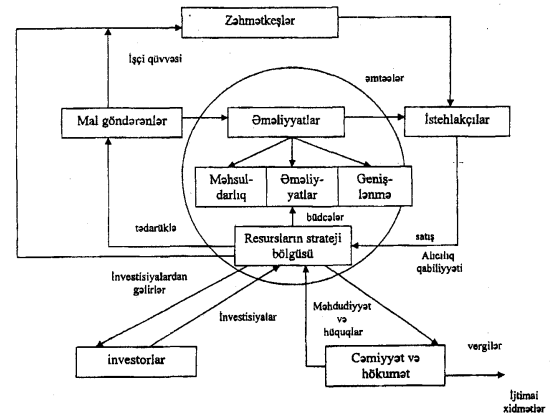 Zəhmətkeşlər
İşçi qüvvəsi
əmtəələr
Mal göndərənlər
Əməliyyatlar
İstehlakçılar
Məhsul-
darlıq
Əməliy-
yatlar
Geniş-
lənmə
büdcələr
tədarüklə
Resursların strateji
bölgüsü
satış
Alıcılıq
qabiliyyəti
İnvestisiyalardan
gəlirlər
İnvestisiyalar
Məhdudiyyət
və
hüquqlar
investorlar
Cəmiyyət və
hökumət
vergilər
İjtimai
xidmətlər